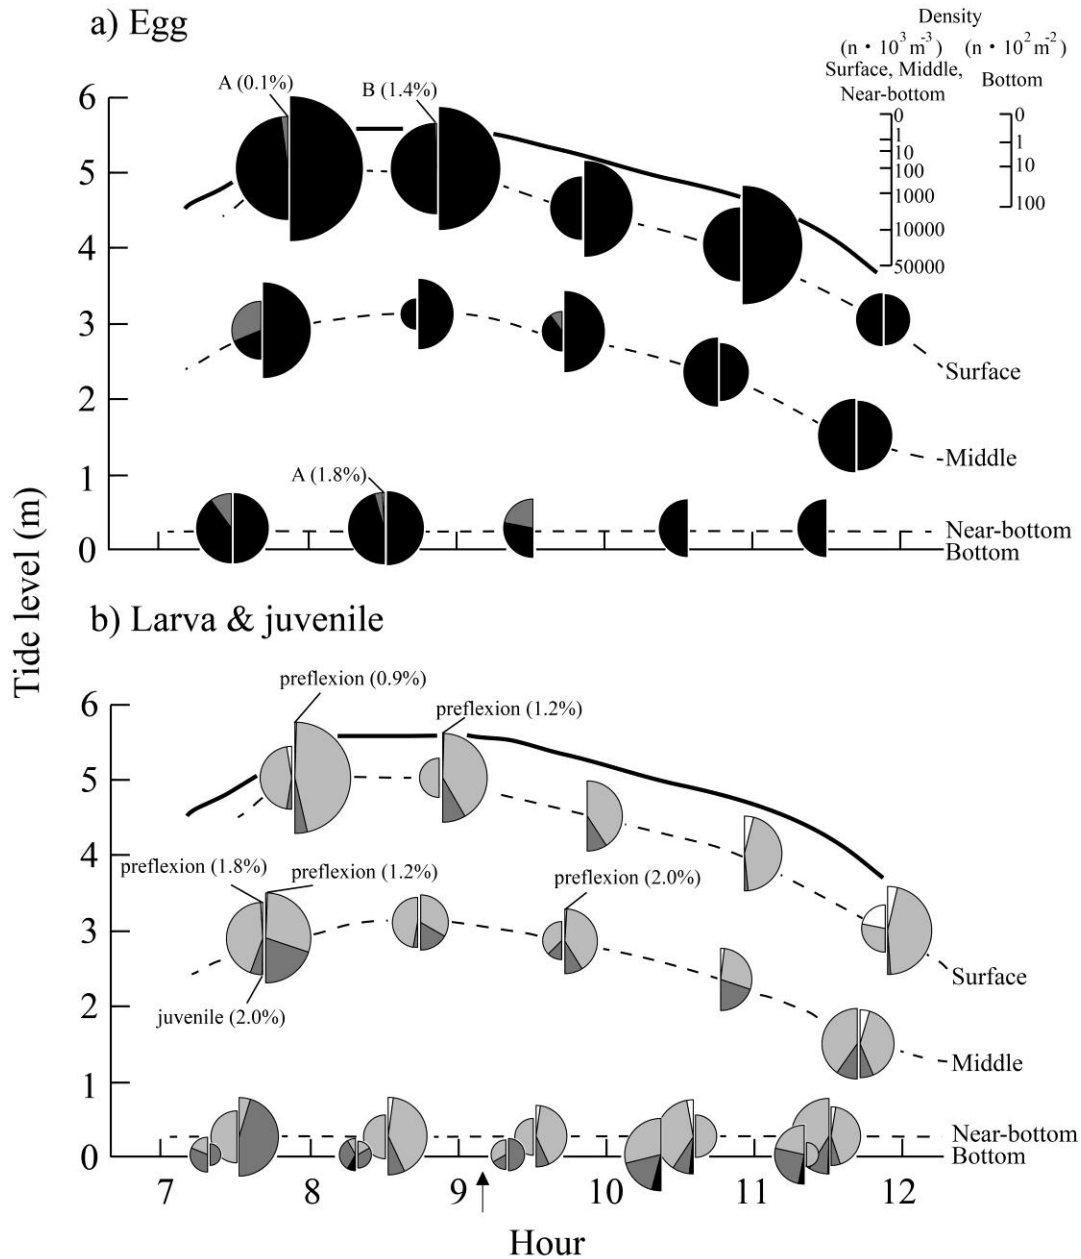 a) Egg
Density
(n・10³ m⁻³)
Surface, Middle,
Near-bottom
(n・10² m⁻²)
Bottom
0
1
10
100
1000
10000
50000
0
1
10
100
A (0.1%)
B (1.4%)
6
5
4
3
2
1
0
A (1.8%)
Surface
Middle
Near-bottom
Bottom
Tide level (m)
b) Larva & juvenile
preflexion (0.9%)
preflexion (1.2%)
6
5
4
3
2
1
0
preflexion (1.8%)
preflexion (1.2%)
preflexion (2.0%)
juvenile (2.0%)
Surface
Middle
Near-bottom
Bottom
7
8
9
10
11
12
Hour